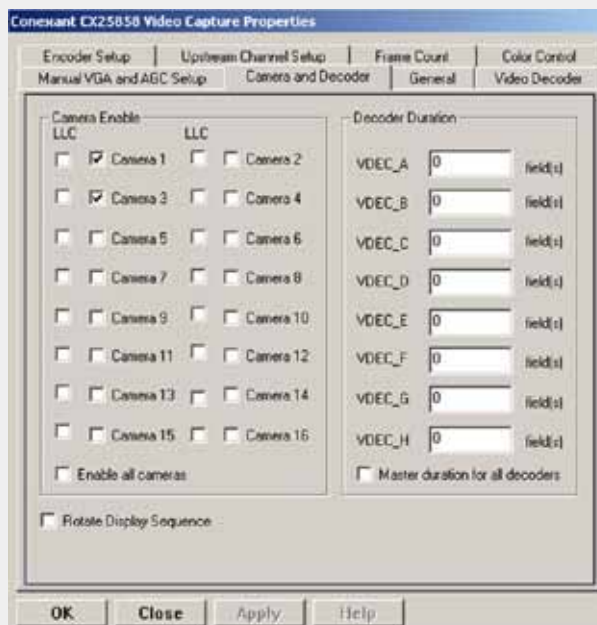 Conexant CX25858 Video Capture Properties
Encoder Setup Upstream Channel Setup Frame Count Color Control
Manual VGA and AGC Setup Camera and Decoder General Video Decoder
Camera Enable
LLC LLC
Camera 1 Camera 2
Camera 3 Camera 4
Camera 5 Camera 6
Camera 7 Camera 8
Camera 9 Camera 10
Camera 11 Camera 12
Camera 13 Camera 14
Camera 15 Camera 16
Enable all cameras
Decoder Duration
VDEC_A 0 field(s)
VDEC_B 0 field(s)
VDEC_C 0 field(s)
VDEC_D 0 field(s)
VDEC_E 0 field(s)
VDEC_F 0 field(s)
VDEC_G 0 field(s)
VDEC_H 0 field(s)
Master duration for all decoders
Rotate Display Sequence
OK Close Apply Help